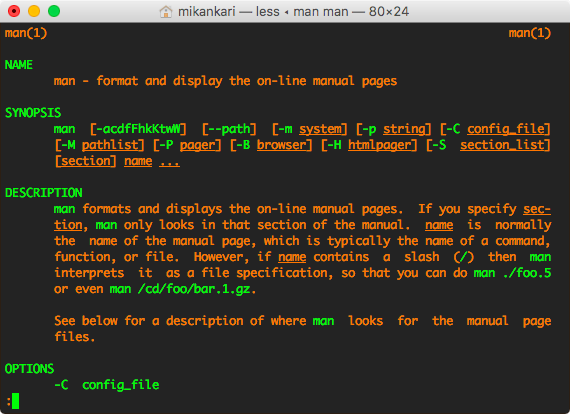 mikankari — less ◂ man man — 80×24
man(1) man(1)
NAME
man - format and display the on-line manual pages
SYNOPSIS
man [-acdfFhkKtwW] [--path] [-m system] [-p string] [-C config_file]
[-M pathlist] [-P pager] [-B browser] [-H htmlpager] [-S section_list]
[section] name ...
DESCRIPTION
man formats and displays the on-line manual pages. If you specify sec-
tion, man only looks in that section of the manual. name is normally
the name of the manual page, which is typically the name of a command,
function, or file. However, if name contains a slash (/) then man
interprets it as a file specification, so that you can do man ./foo.5
or even man /cd/foo/bar.1.gz.
See below for a description of where man looks for the manual page
files.
OPTIONS
-C config_file
: